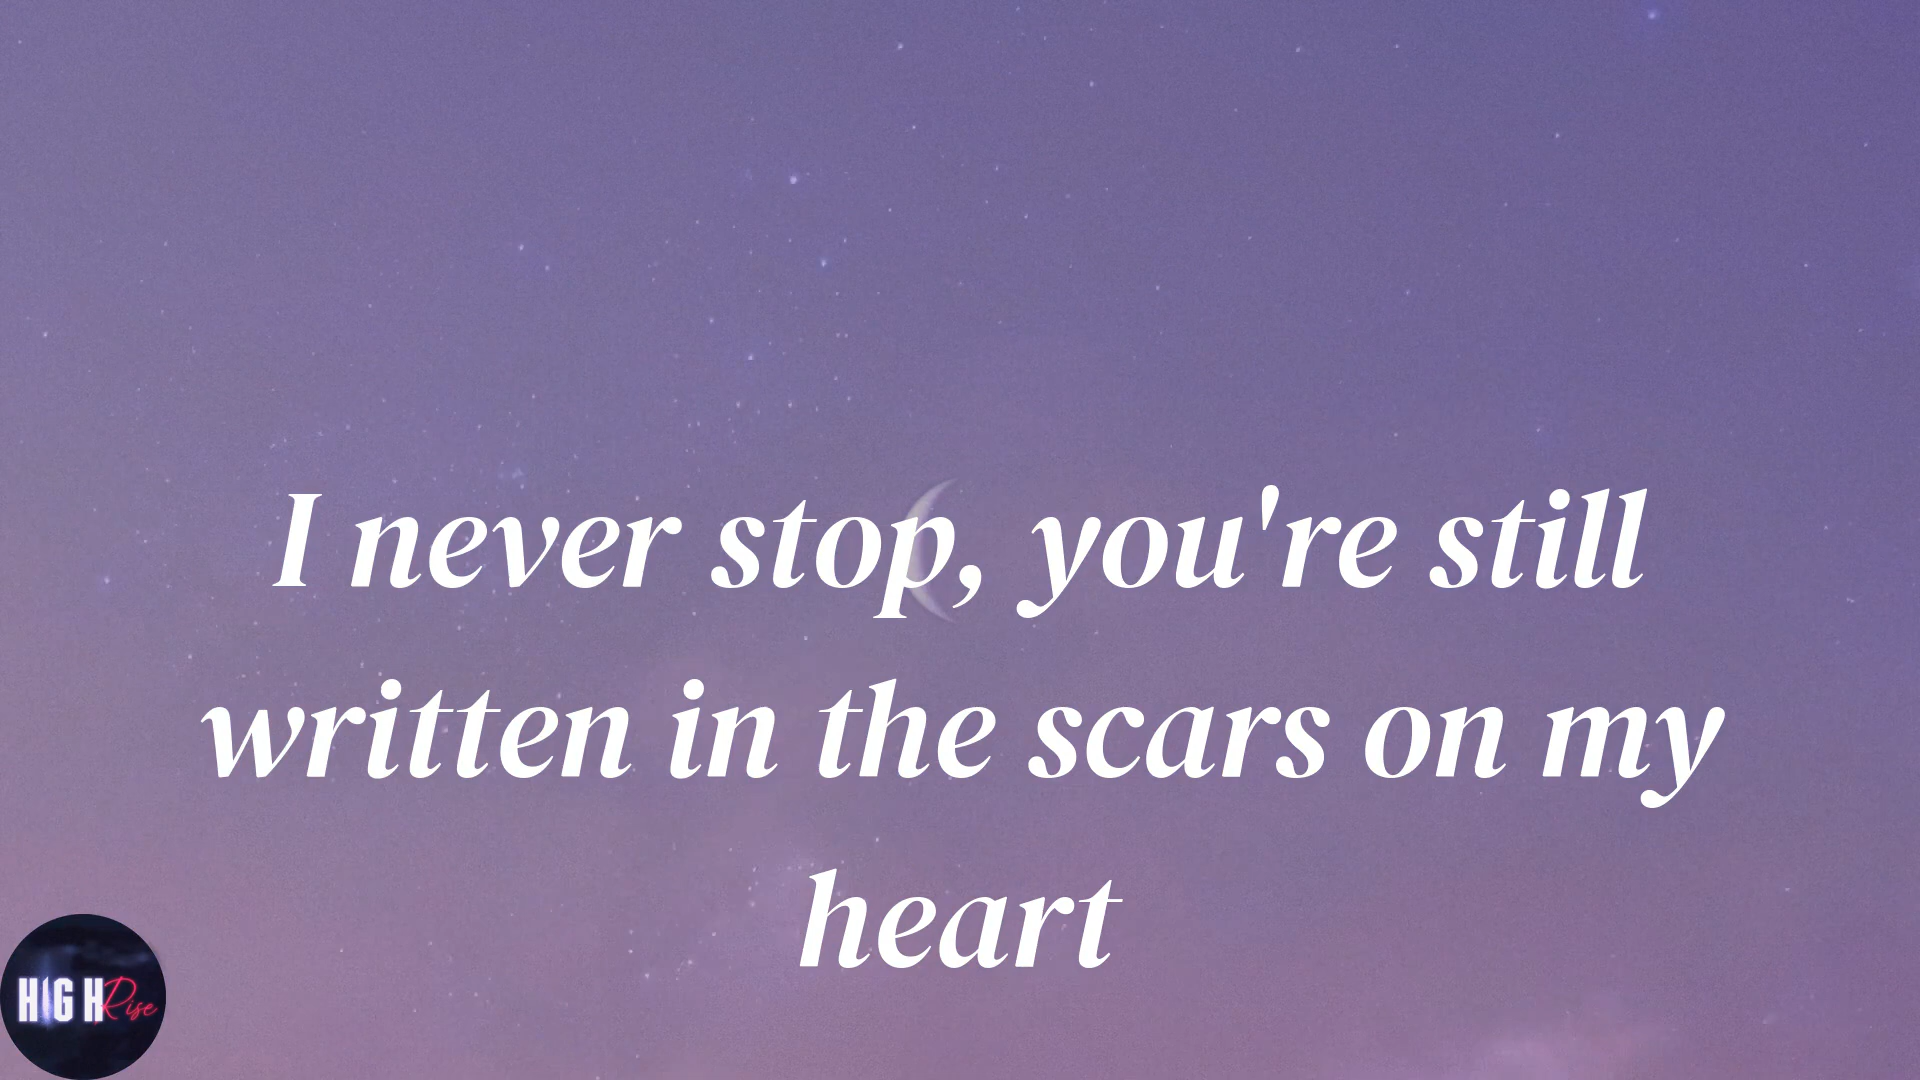 I never stop, you're still
written in the scars on my
heart
HIGH Rise